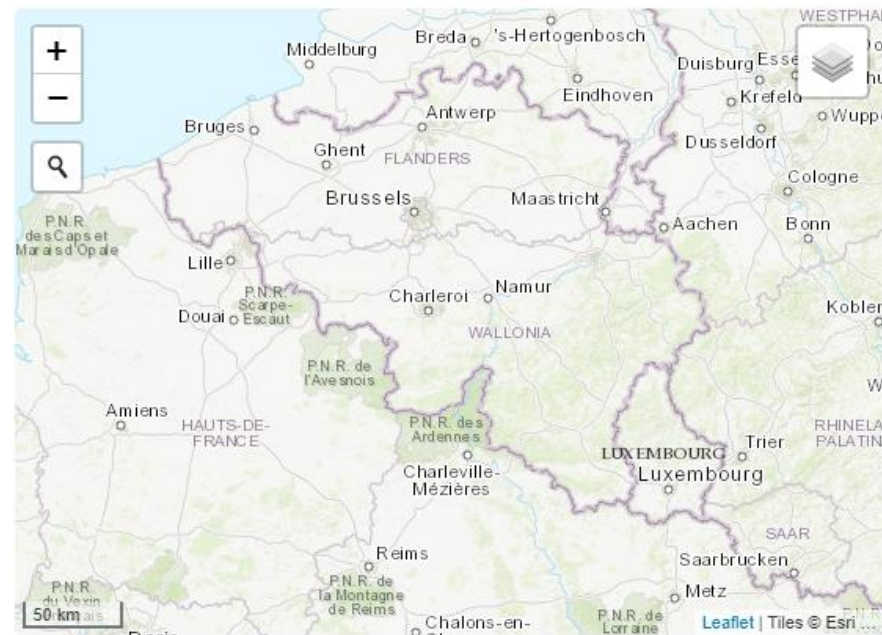 WESTPHA
Breda
's-Hertogenbosch
Middelburg
+
−
Duisburg
Esse
Eindhoven
Krefeld
Wuppe
Bruges
Antwerp
Dusseldorf
Ghent
FLANDERS
Cologne
Brussels
Maastricht
P.N.R.
des Caps et
Marais d'Opale
Aachen
Bonn
Lille
P.N.R.
Scarpe-
Escaut
Charleroi
Namur
Douai
Koblen
WALLONIA
P.N.R. de
l'Avesnois
Amiens
HAUTS-DE-
FRANCE
P.N.R. des
Ardennes
RHINELA
PALATIN
Trier
LUXEMBOURG
Luxembourg
Charleville-
Mézières
SAAR
Reims
Saarbrucken
P.N.R.
du Vexin
P.N.R. de
la Montagne
de Reims
Metz
50 km
P.N.R. de
Lorraine
Chalons-en-
Leaflet | Tiles © Esri ...